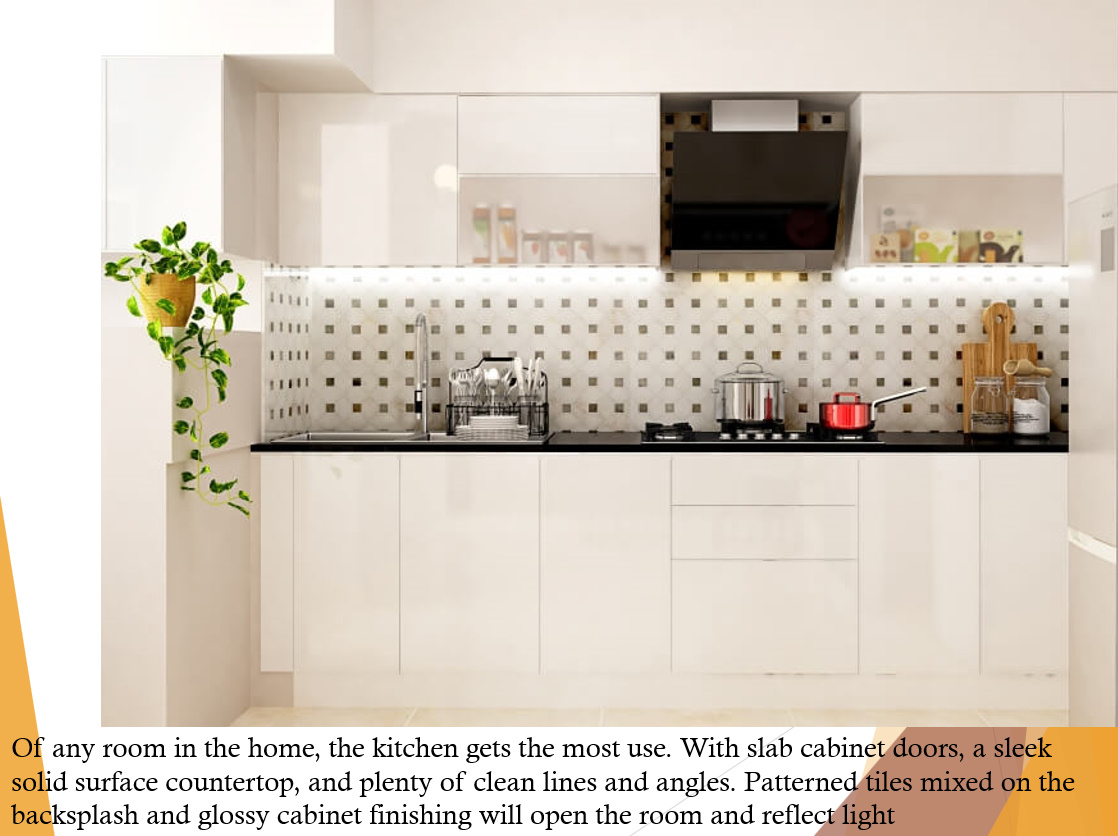 Of any room in the home, the kitchen gets the most use. With slab cabinet doors, a sleek
solid surface countertop, and plenty of clean lines and angles. Patterned tiles mixed on the
backsplash and glossy cabinet finishing will open the room and reflect light